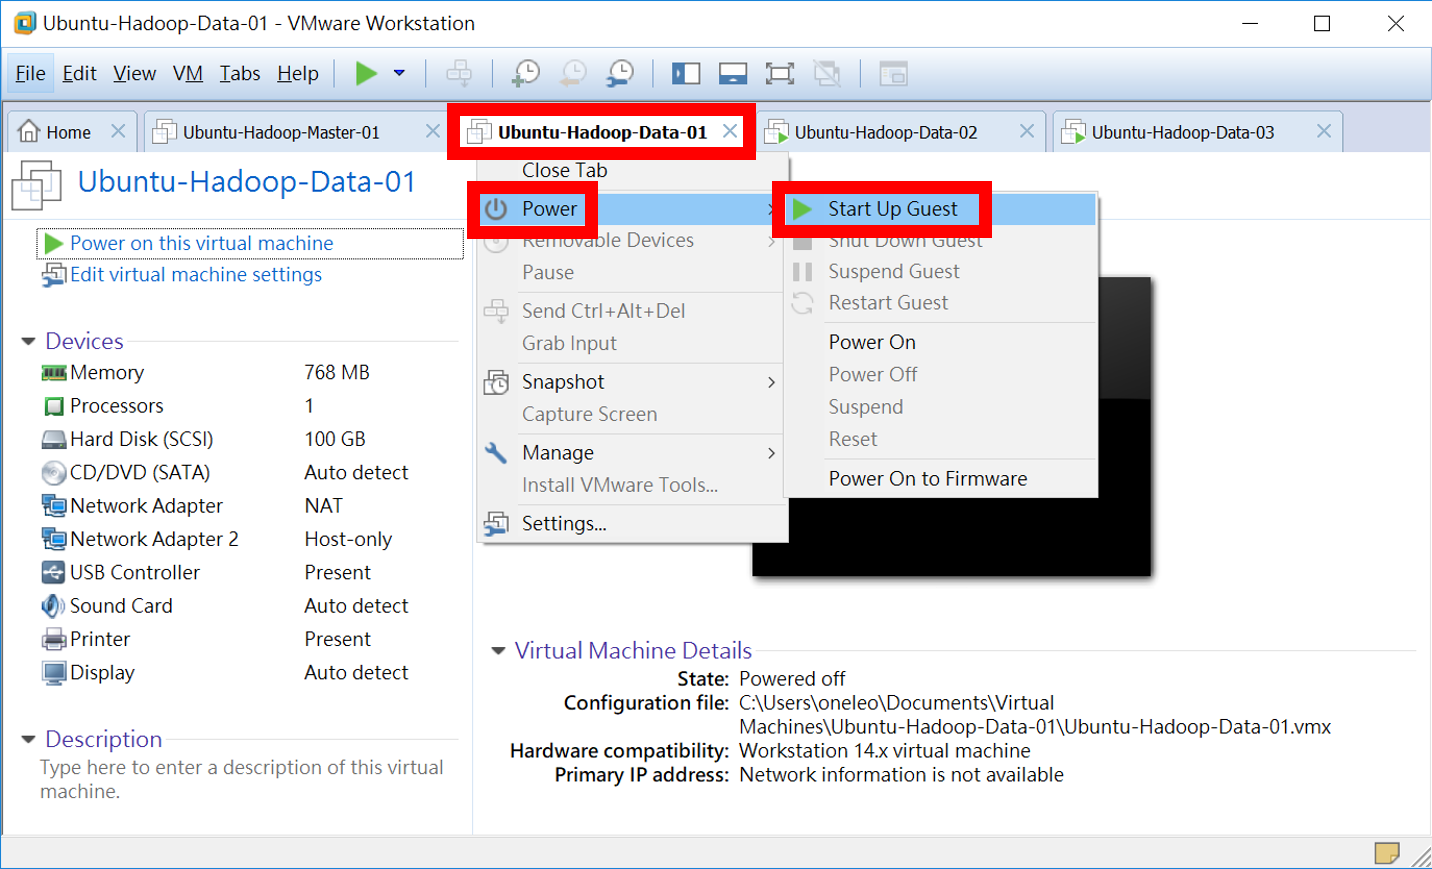 Ubuntu-Hadoop-Data-01 - VMware Workstation
File Edit View VM Tabs Help
Home Ubuntu-Hadoop-Master-01 Ubuntu-Hadoop-Data-01 Ubuntu-Hadoop-Data-02 Ubuntu-Hadoop-Data-03
Ubuntu-Hadoop-Data-01
Power on this virtual machine
Edit virtual machine settings
Devices
Memory 768 MB
Processors 1
Hard Disk (SCSI) 100 GB
CD/DVD (SATA) Auto detect
Network Adapter NAT
Network Adapter 2 Host-only
USB Controller Present
Sound Card Auto detect
Printer Present
Display Auto detect
Description
Type here to enter a description of this virtual
machine.
Close Tab
Power
Removable Devices
Pause
Send Ctrl+Alt+Del
Grab Input
Snapshot
Capture Screen
Manage
Install VMware Tools...
Settings...
Start Up Guest
Shut Down Guest
Suspend Guest
Restart Guest
Power On
Power Off
Suspend
Reset
Power On to Firmware
Virtual Machine Details
State: Powered off
Configuration file: C:\Users\oneleo\Documents\Virtual
Machines\Ubuntu-Hadoop-Data-01\Ubuntu-Hadoop-Data-01.vmx
Hardware compatibility: Workstation 14.x virtual machine
Primary IP address: Network information is not available